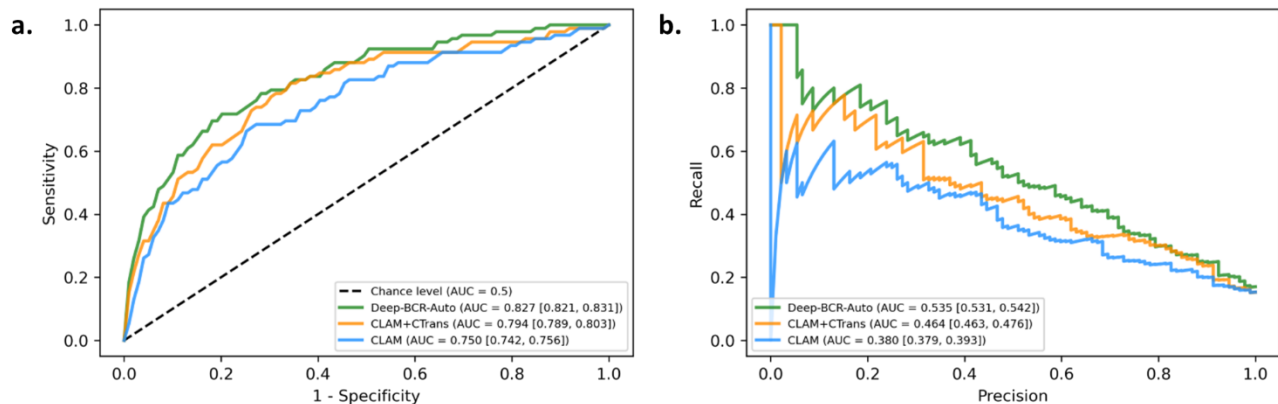 a.
1.0
0.8
0.6
0.4
0.2
0.0
Sensitivity
Chance level (AUC = 0.5)
Deep-BCR-Auto (AUC = 0.827 [0.821, 0.831])
CLAM+CTrans (AUC = 0.794 [0.789, 0.803])
CLAM (AUC = 0.750 [0.742, 0.756])
0.0 0.2 0.4 0.6 0.8 1.0
1 - Specificity
b.
1.0
0.8
0.6
0.4
0.2
0.0
Recall
Deep-BCR-Auto (AUC = 0.535 [0.531, 0.542])
CLAM+CTrans (AUC = 0.464 [0.463, 0.476])
CLAM (AUC = 0.380 [0.379, 0.393])
0.0 0.2 0.4 0.6 0.8 1.0
Precision